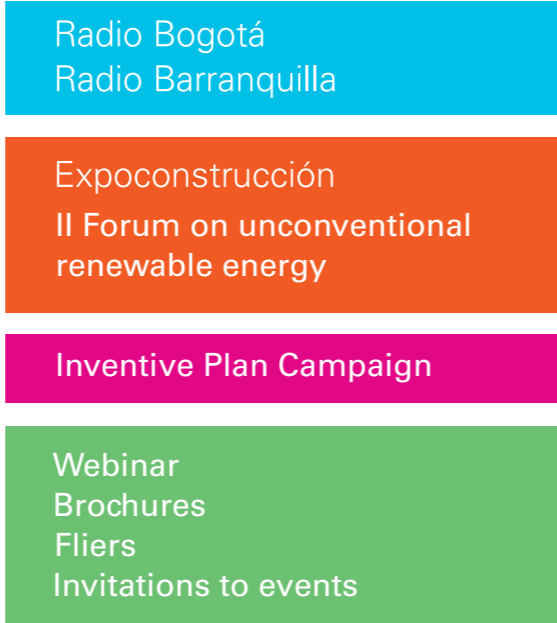 Radio Bogotá
Radio Barranquilla
Expoconstrucción
II Forum on unconventional
renewable energy
Inventive Plan Campaign
Webinar
Brochures
Fliers
Invitations to events